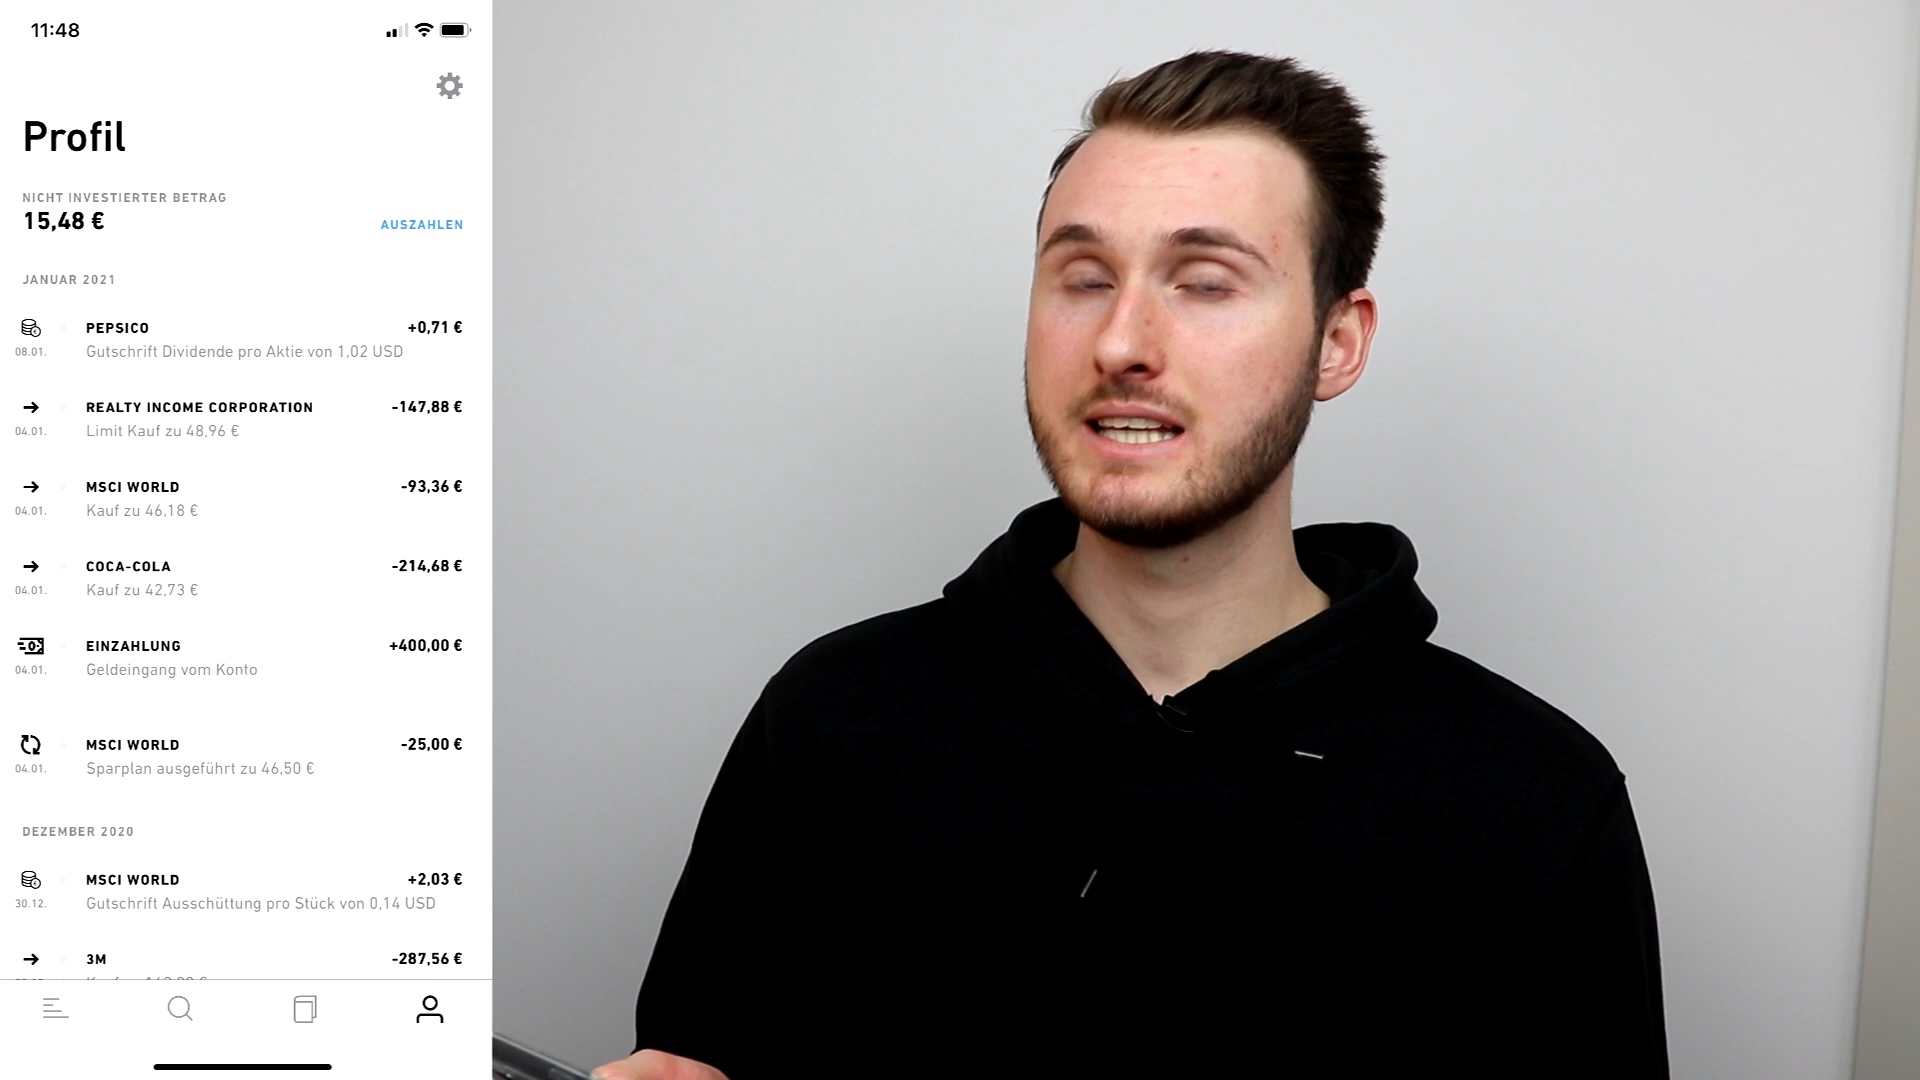 11:48
Profil
NICHT INVESTIERTER BETRAG
15,48 €
AUSZAHLEN
JANUAR 2021
PEPSICO +0,71 €
08.01. Gutschrift Dividende pro Aktie von 1,02 USD
REALTY INCOME CORPORATION -147,88 €
04.01. Limit Kauf zu 48,96 €
MSCI WORLD -93,36 €
04.01. Kauf zu 46,18 €
COCA-COLA -214,68 €
04.01. Kauf zu 42,73 €
EINZAHLUNG +400,00 €
04.01. Geldeingang vom Konto
MSCI WORLD -25,00 €
04.01. Sparplan ausgeführt zu 46,50 €
DEZEMBER 2020
MSCI WORLD +2,03 €
30.12. Gutschrift Ausschüttung pro Stück von 0,14 USD
3M -287,56 €